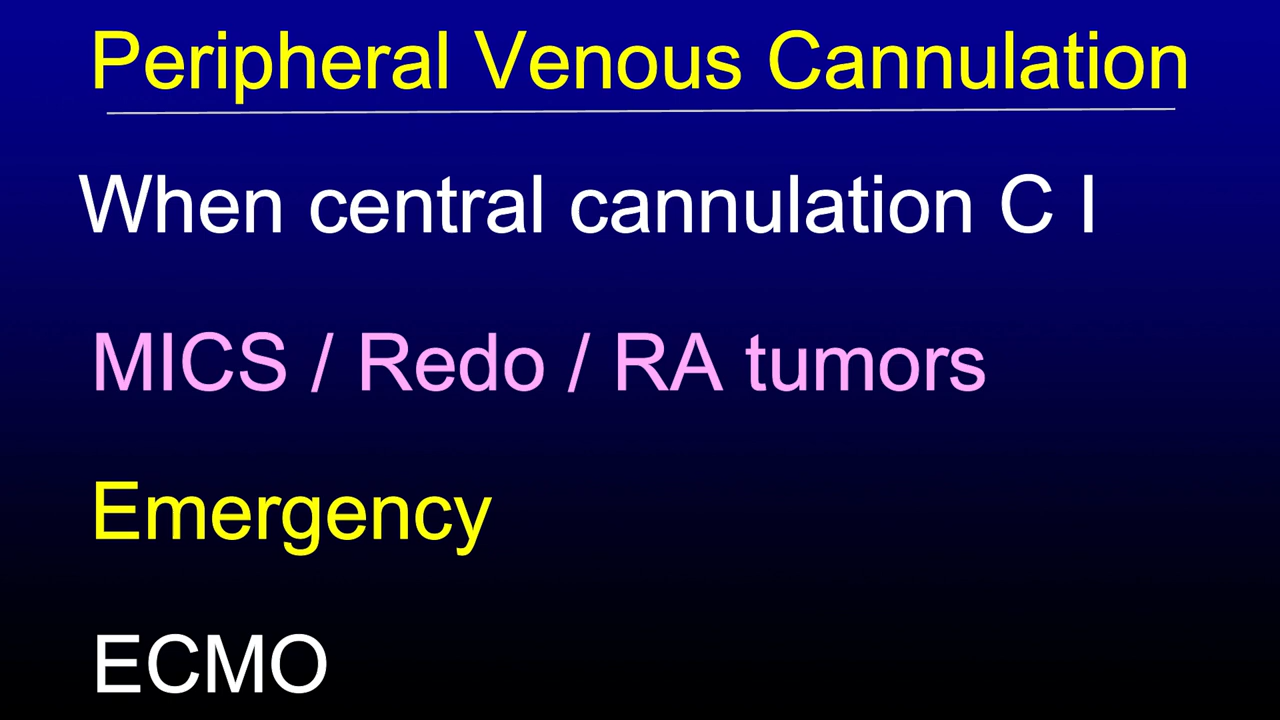 Peripheral Venous Cannulation
When central cannulation C I
MICS / Redo / RA tumors
Emergency
ECMO